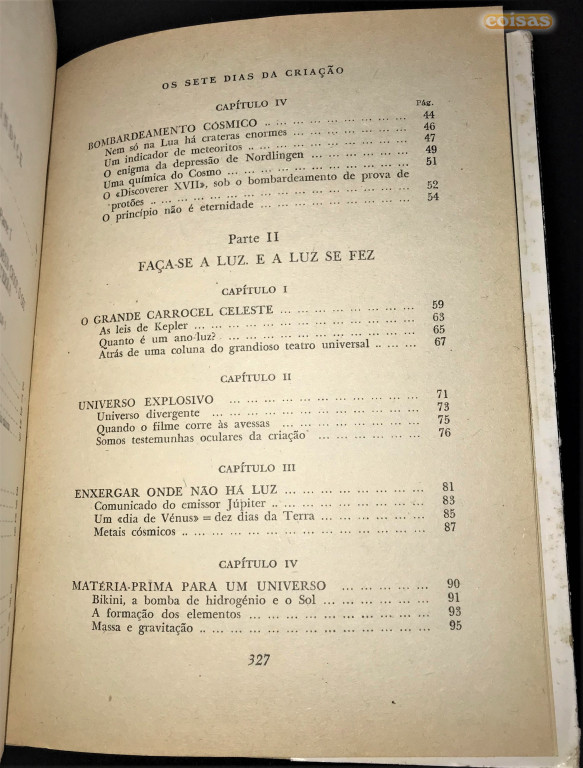 coisas
OS SETE DIAS DA CRIAÇÃO
CAPÍTULO IV
Pág.
BOMBARDEAMENTO CÓSMICO .. ... ... ... ... ... ... ... 44
Nem só na Lua há crateras enormes ... ... ... ... ... ... 46
Um indicador de meteoritos .. ... ... ... ... ... ... ... ... 47
O enigma da depressão de Nordlingen ... ... ... ... ... ... 49
Uma química do Cosmo ... ... ... ... ... ... ... ... ... ... 51
O «Discoverer XVII», sob o bombardeamento de prova de
protões .. ... ... ... ... ... ... ... ... ... ... ... ... ... 52
O princípio não é eternidade ... ... ... ... ... ... ... ... 54
Parte II
FAÇA-SE A LUZ. E A LUZ SE FEZ
CAPÍTULO I
O GRANDE CARROCEL CELESTE ... ... ... ... ... ... ... ... 59
As leis de Kepler ... ... ... ... ... ... ... ... ... ... ... ... 63
Quanto é um ano-luz? ... ... ... ... ... ... ... ... ... ... ... 65
Atrás de uma coluna do grandioso teatro universal .. ... ... 67
CAPÍTULO II
UNIVERSO EXPLOSIVO ... ... ... ... ... ... ... ... ... ... ... 71
Universo divergente ... ... ... ... ... ... ... ... ... ... ... ... 73
Quando o filme corre às avessas ... ... ... ... ... ... ... ... 75
Somos testemunhas oculares da criação ... ... ... ... ... ... 76
CAPÍTULO III
ENXERGAR ONDE NÃO HÁ LUZ ... ... ... ... ... ... ... ... 81
Comunicado do emissor Júpiter .. ... ... ... ... ... ... ... ... 83
Um «dia de Vénus» = dez dias da Terra ... ... ... ... ... ... 85
Metais cósmicos .. ... ... ... ... ... ... ... ... ... ... ... ... ... 87
CAPÍTULO IV
MATÉRIA-PRIMA PARA UM UNIVERSO ... ... ... ... ... 90
Bikini, a bomba de hidrogénio e o Sol ... ... ... ... ... ... 91
A formação dos elementos ... ... ... ... ... ... ... ... ... ... 93
Massa e gravitação .. ... ... ... ... ... ... ... ... ... ... ... ... 95
327